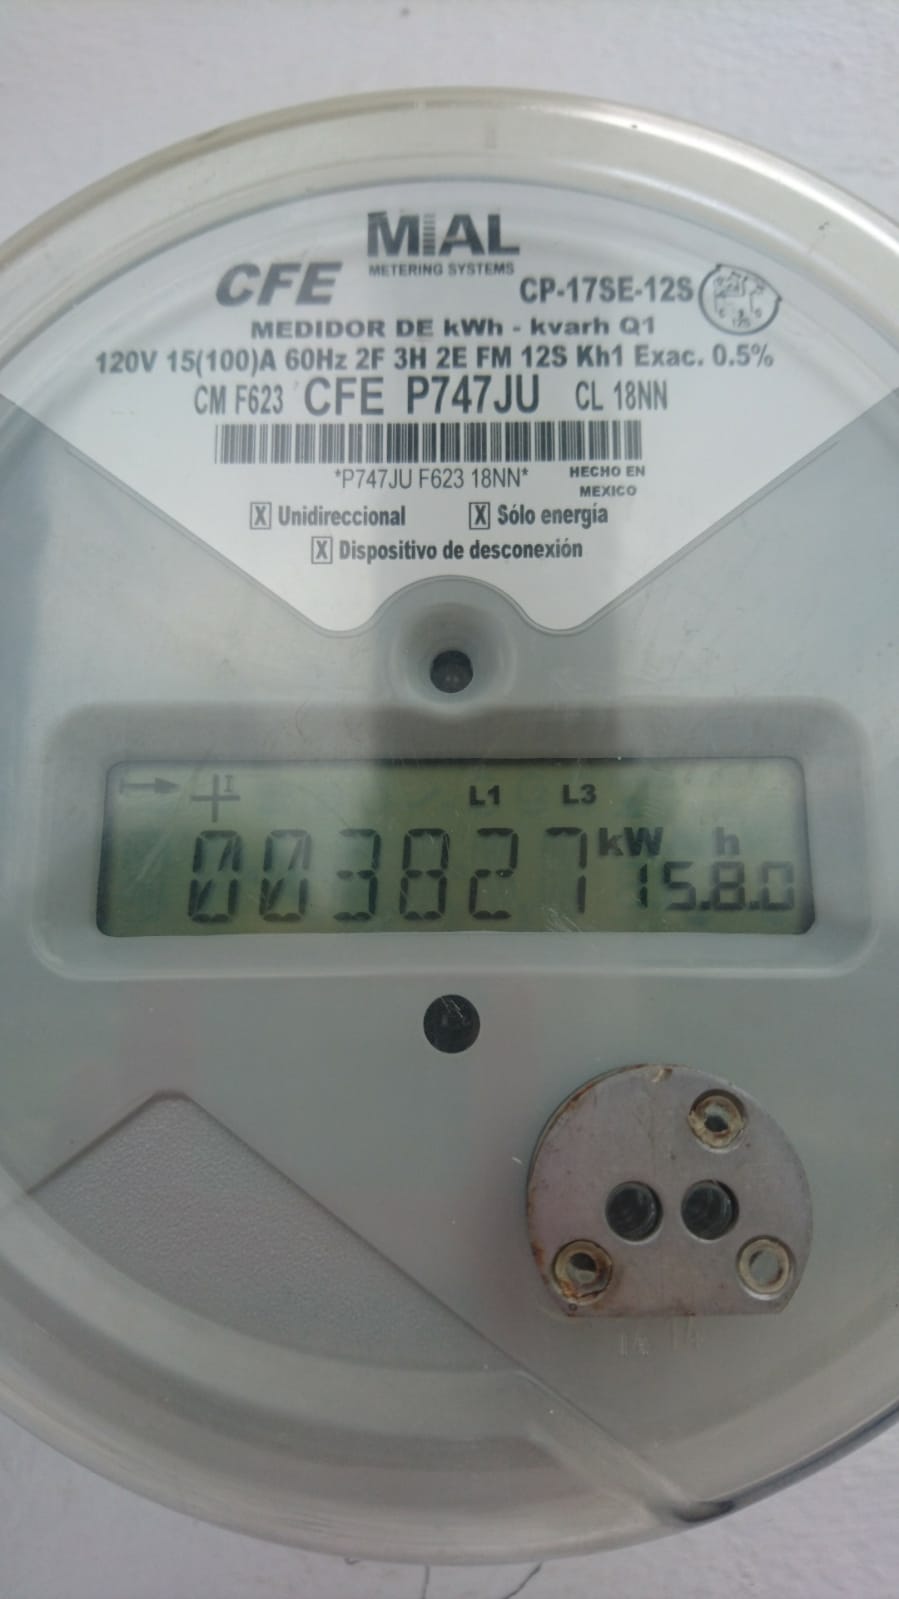 MIAL
METERING SYSTEMS
CFE
CP-17SE-12S
MEDIDOR DE kWh - kvarh Q1
120V 15(100)A 60Hz 2F 3H 2E FM 12S Kh1 Exac. 0.5%
CM F623 CFE P747JU CL 18NN
*P747JU F623 18NN*
HECHO EN
MEXICO
X Unidireccional X Sólo energía
X Dispositivo de desconexión
L1 L3
003827 kW h 15.8.0